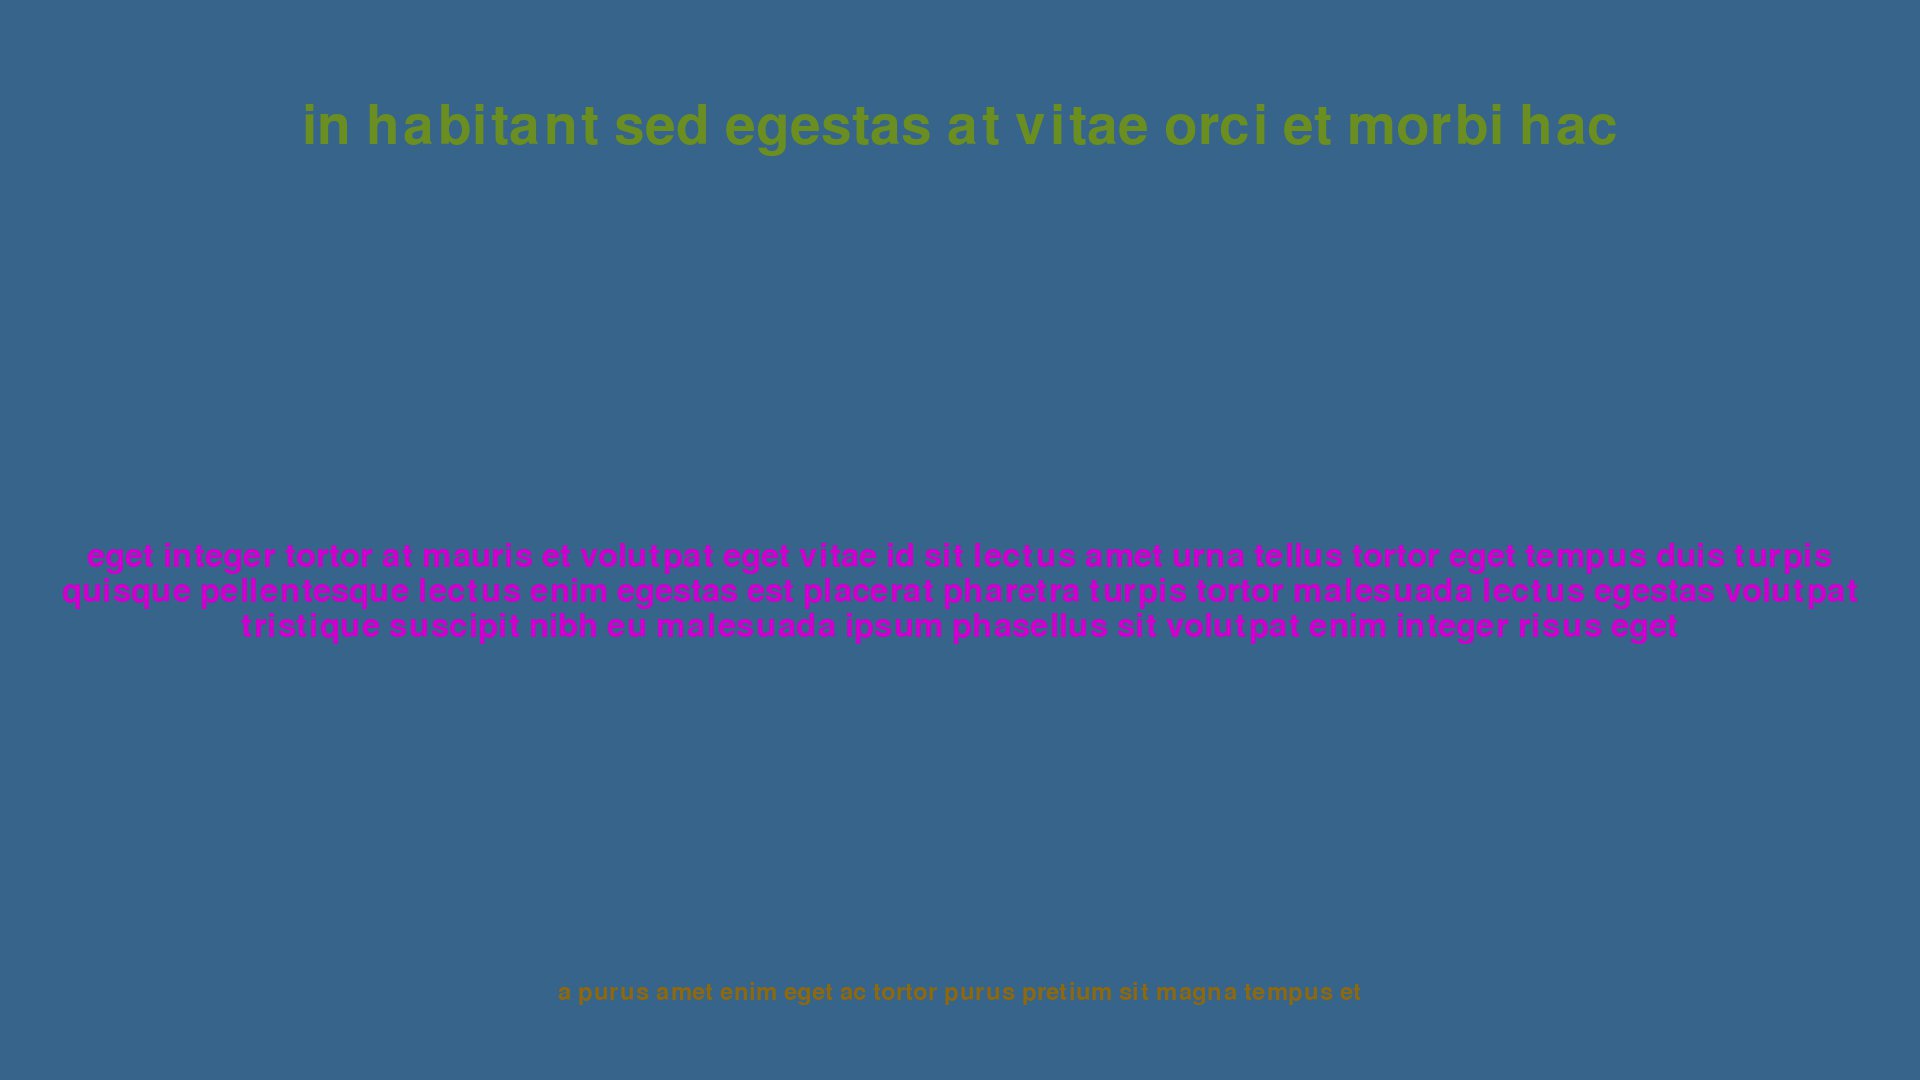 in habitant sed egestas at vitae orci et morbi hac
eget integer tortor at mauris et volutpat eget vitae id sit lectus amet urna tellus tortor eget tempus duis turpis
quisque pellentesque lectus enim egestas est placerat pharetra turpis tortor malesuada lectus egestas volutpat
tristique suscipit nibh eu malesuada ipsum phasellus sit volutpat enim integer risus eget
a purus amet enim eget ac tortor purus pretium sit magna tempus et